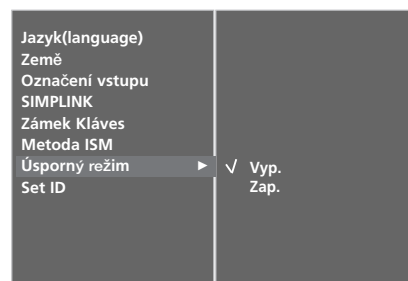 Jazyk(language)
Země
Označení vstupu
SIMPLINK
Zámek Kláves
Metoda ISM
Úsporný režim ► √ Vyp.
Set ID Zap.